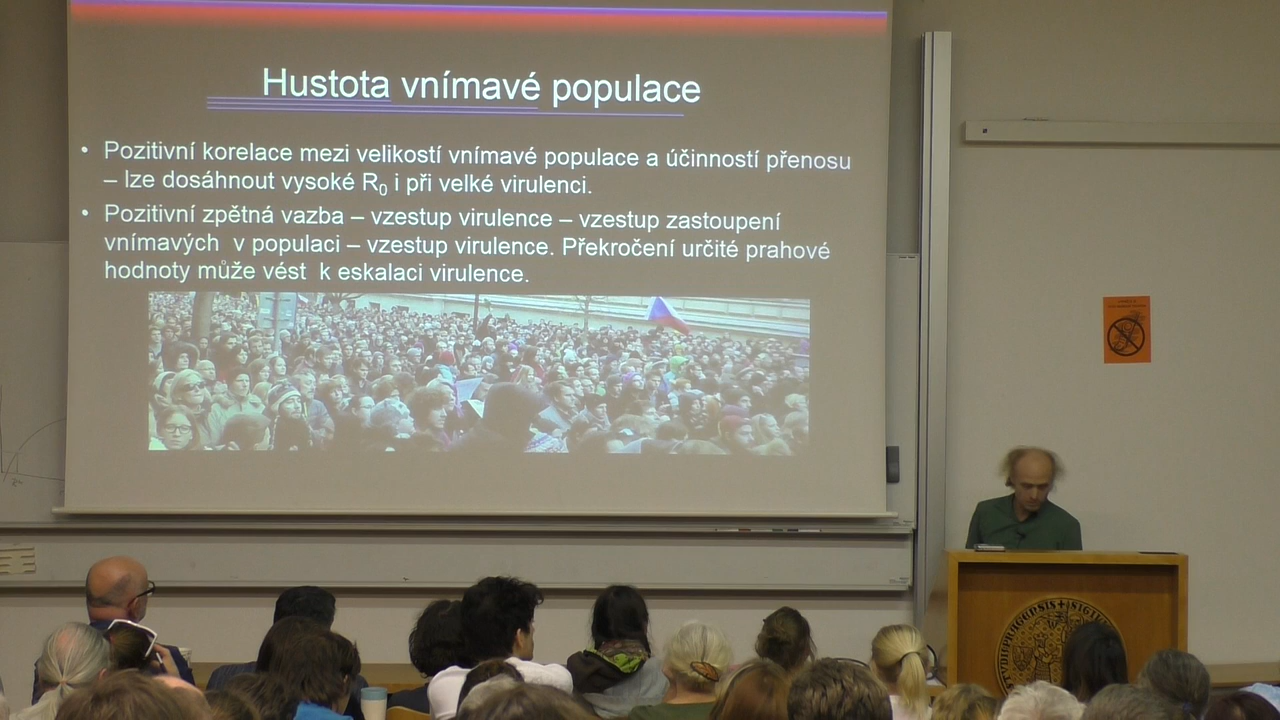 Hustota vnímavé populace
• Pozitivní korelace mezi velikostí vnímavé populace a účinností přenosu
– lze dosáhnout vysoké R0 i při velké virulenci.
• Pozitivní zpětná vazba – vzestup virulence – vzestup zastoupení
vnímavých v populaci – vzestup virulence. Překročení určité prahové
hodnoty může vést k eskalaci virulence.